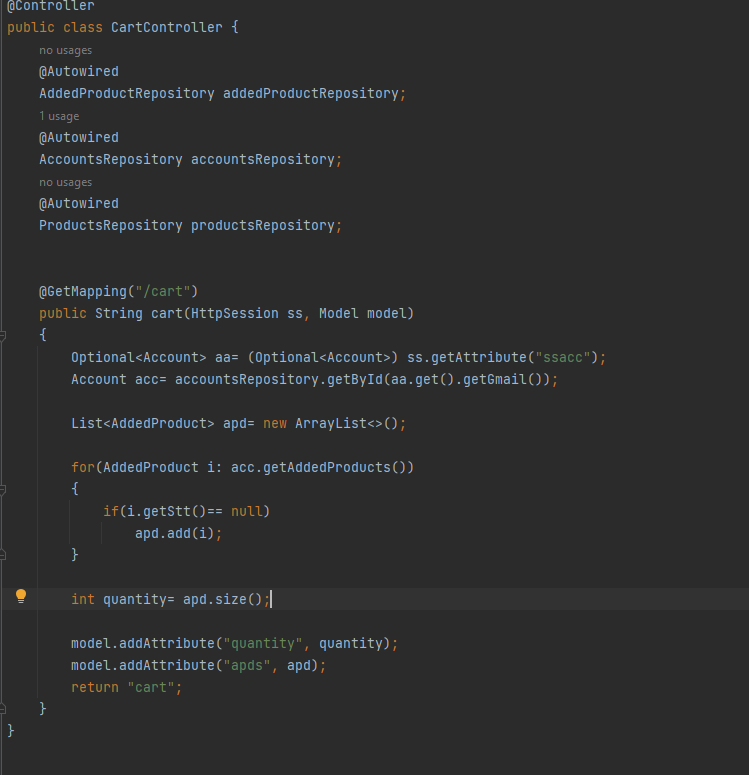 @Controller
public class CartController {
no usages
@Autowired
AddedProductRepository addedProductRepository;
1 usage
@Autowired
AccountsRepository accountsRepository;
no usages
@Autowired
ProductsRepository productsRepository;
@GetMapping("/cart")
public String cart(HttpSession ss, Model model)
{
Optional<Account> aa= (Optional<Account>) ss.getAttribute("ssacc");
Account acc= accountsRepository.getById(aa.get().getGmail());
List<AddedProduct> apd= new ArrayList<>();
for(AddedProduct i: acc.getAddedProducts())
{
if(i.getStt()== null)
apd.add(i);
}
int quantity= apd.size();
model.addAttribute("quantity", quantity);
model.addAttribute("apds", apd);
return "cart";
}
}